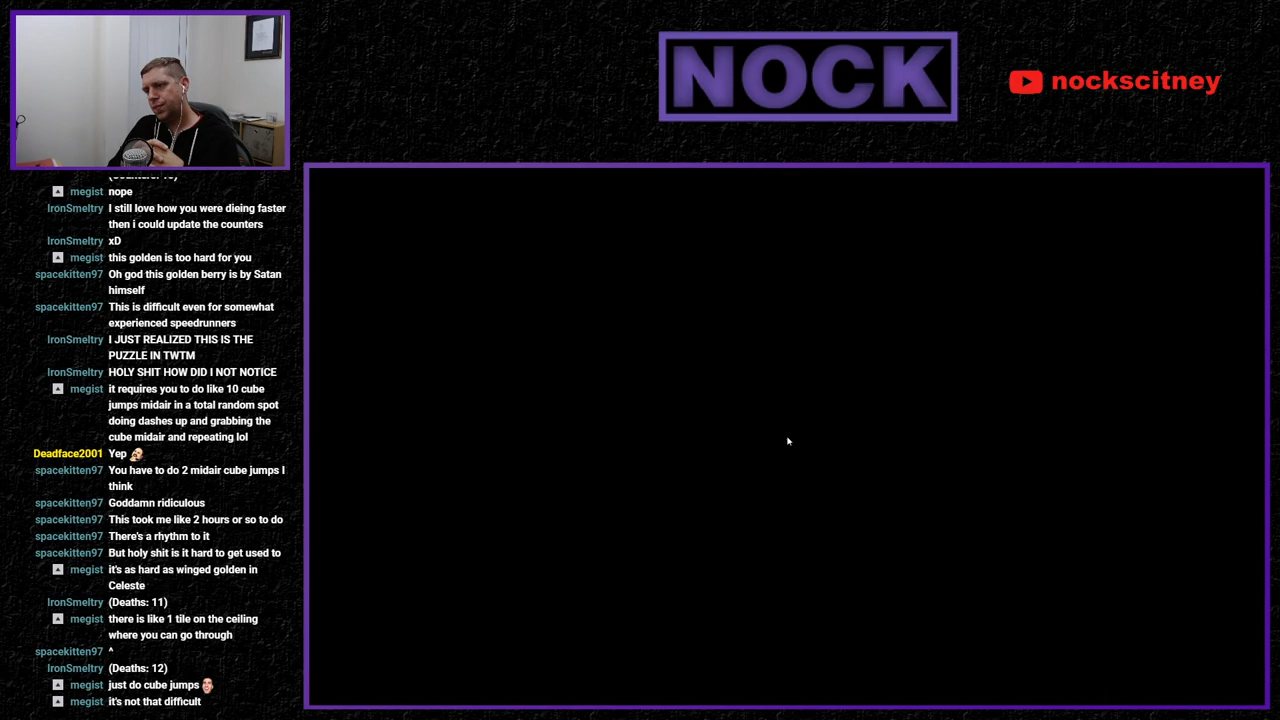 NOCK
nockscitney
megist nope
IronSmeltry I still love how you were dieing faster
then i could update the counters
IronSmeltry xD
megist this golden is too hard for you
spacekitten97 Oh god this golden berry is by Satan
himself
spacekitten97 This is difficult even for somewhat
experienced speedrunners
IronSmeltry I JUST REALIZED THIS IS THE
PUZZLE IN TWTM
IronSmeltry HOLY SHIT HOW DID I NOT NOTICE
megist it requires you to do like 10 cube
jumps midair in a total random spot
doing dashes up and grabbing the
cube midair and repeating lol
Deadface2001 Yep
spacekitten97 You have to do 2 midair cube jumps I
think
spacekitten97 Goddamn ridiculous
spacekitten97 This took me like 2 hours or so to do
spacekitten97 There's a rhythm to it
spacekitten97 But holy shit is it hard to get used to
megist it's as hard as winged golden in
Celeste
IronSmeltry (Deaths: 11)
megist there is like 1 tile on the ceiling
where you can go through
spacekitten97 ^
IronSmeltry (Deaths: 12)
megist just do cube jumps
megist it's not that difficult